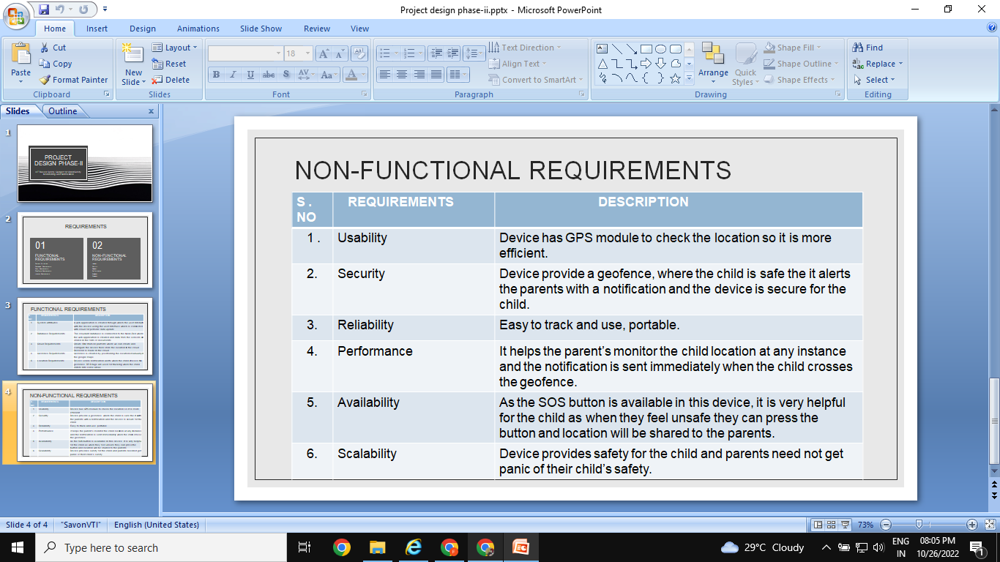 Project design phase-ii.pptx - Microsoft PowerPoint
Home Insert Design Animations Slide Show Review View
Paste
Cut
Copy
Format Painter
Clipboard
New
Slide
Layout
Reset
Delete
Slides
18
Font
Text Direction
Align Text
Convert to SmartArt
Paragraph
Arrange
Quick
Styles
Shape Fill
Shape Outline
Shape Effects
Drawing
Find
Replace
Select
Editing
Slides Outline x
1
PROJECT
DESIGN PHASE-II
2
REQUIREMENTS
01
FUNCTIONAL
REQUIREMENTS
02
NON-FUNCTIONAL
REQUIREMENTS
3
FUNCTIONAL REQUIREMENTS
4
NON-FUNCTIONAL REQUIREMENTS
NON-FUNCTIONAL REQUIREMENTS
S .
NO
REQUIREMENTS
DESCRIPTION
1 .
Usability
Device has GPS module to check the location so it is more
efficient.
2.
Security
Device provide a geofence, where the child is safe the it alerts
the parents with a notification and the device is secure for the
child.
3.
Reliability
Easy to track and use, portable.
4.
Performance
It helps the parent’s monitor the child location at any instance
and the notification is sent immediately when the child crosses
the geofence.
5.
Availability
As the SOS button is available in this device, it is very helpful
for the child as when they feel unsafe they can press the
button and location will be shared to the parents.
6.
Scalability
Device provides safety for the child and parents need not get
panic of their child’s safety.
Slide 4 of 4 "SavonVTI" English (United States) 73%
Type here to search
29°C Cloudy
ENG
IN
08:05 PM
10/26/2022
1